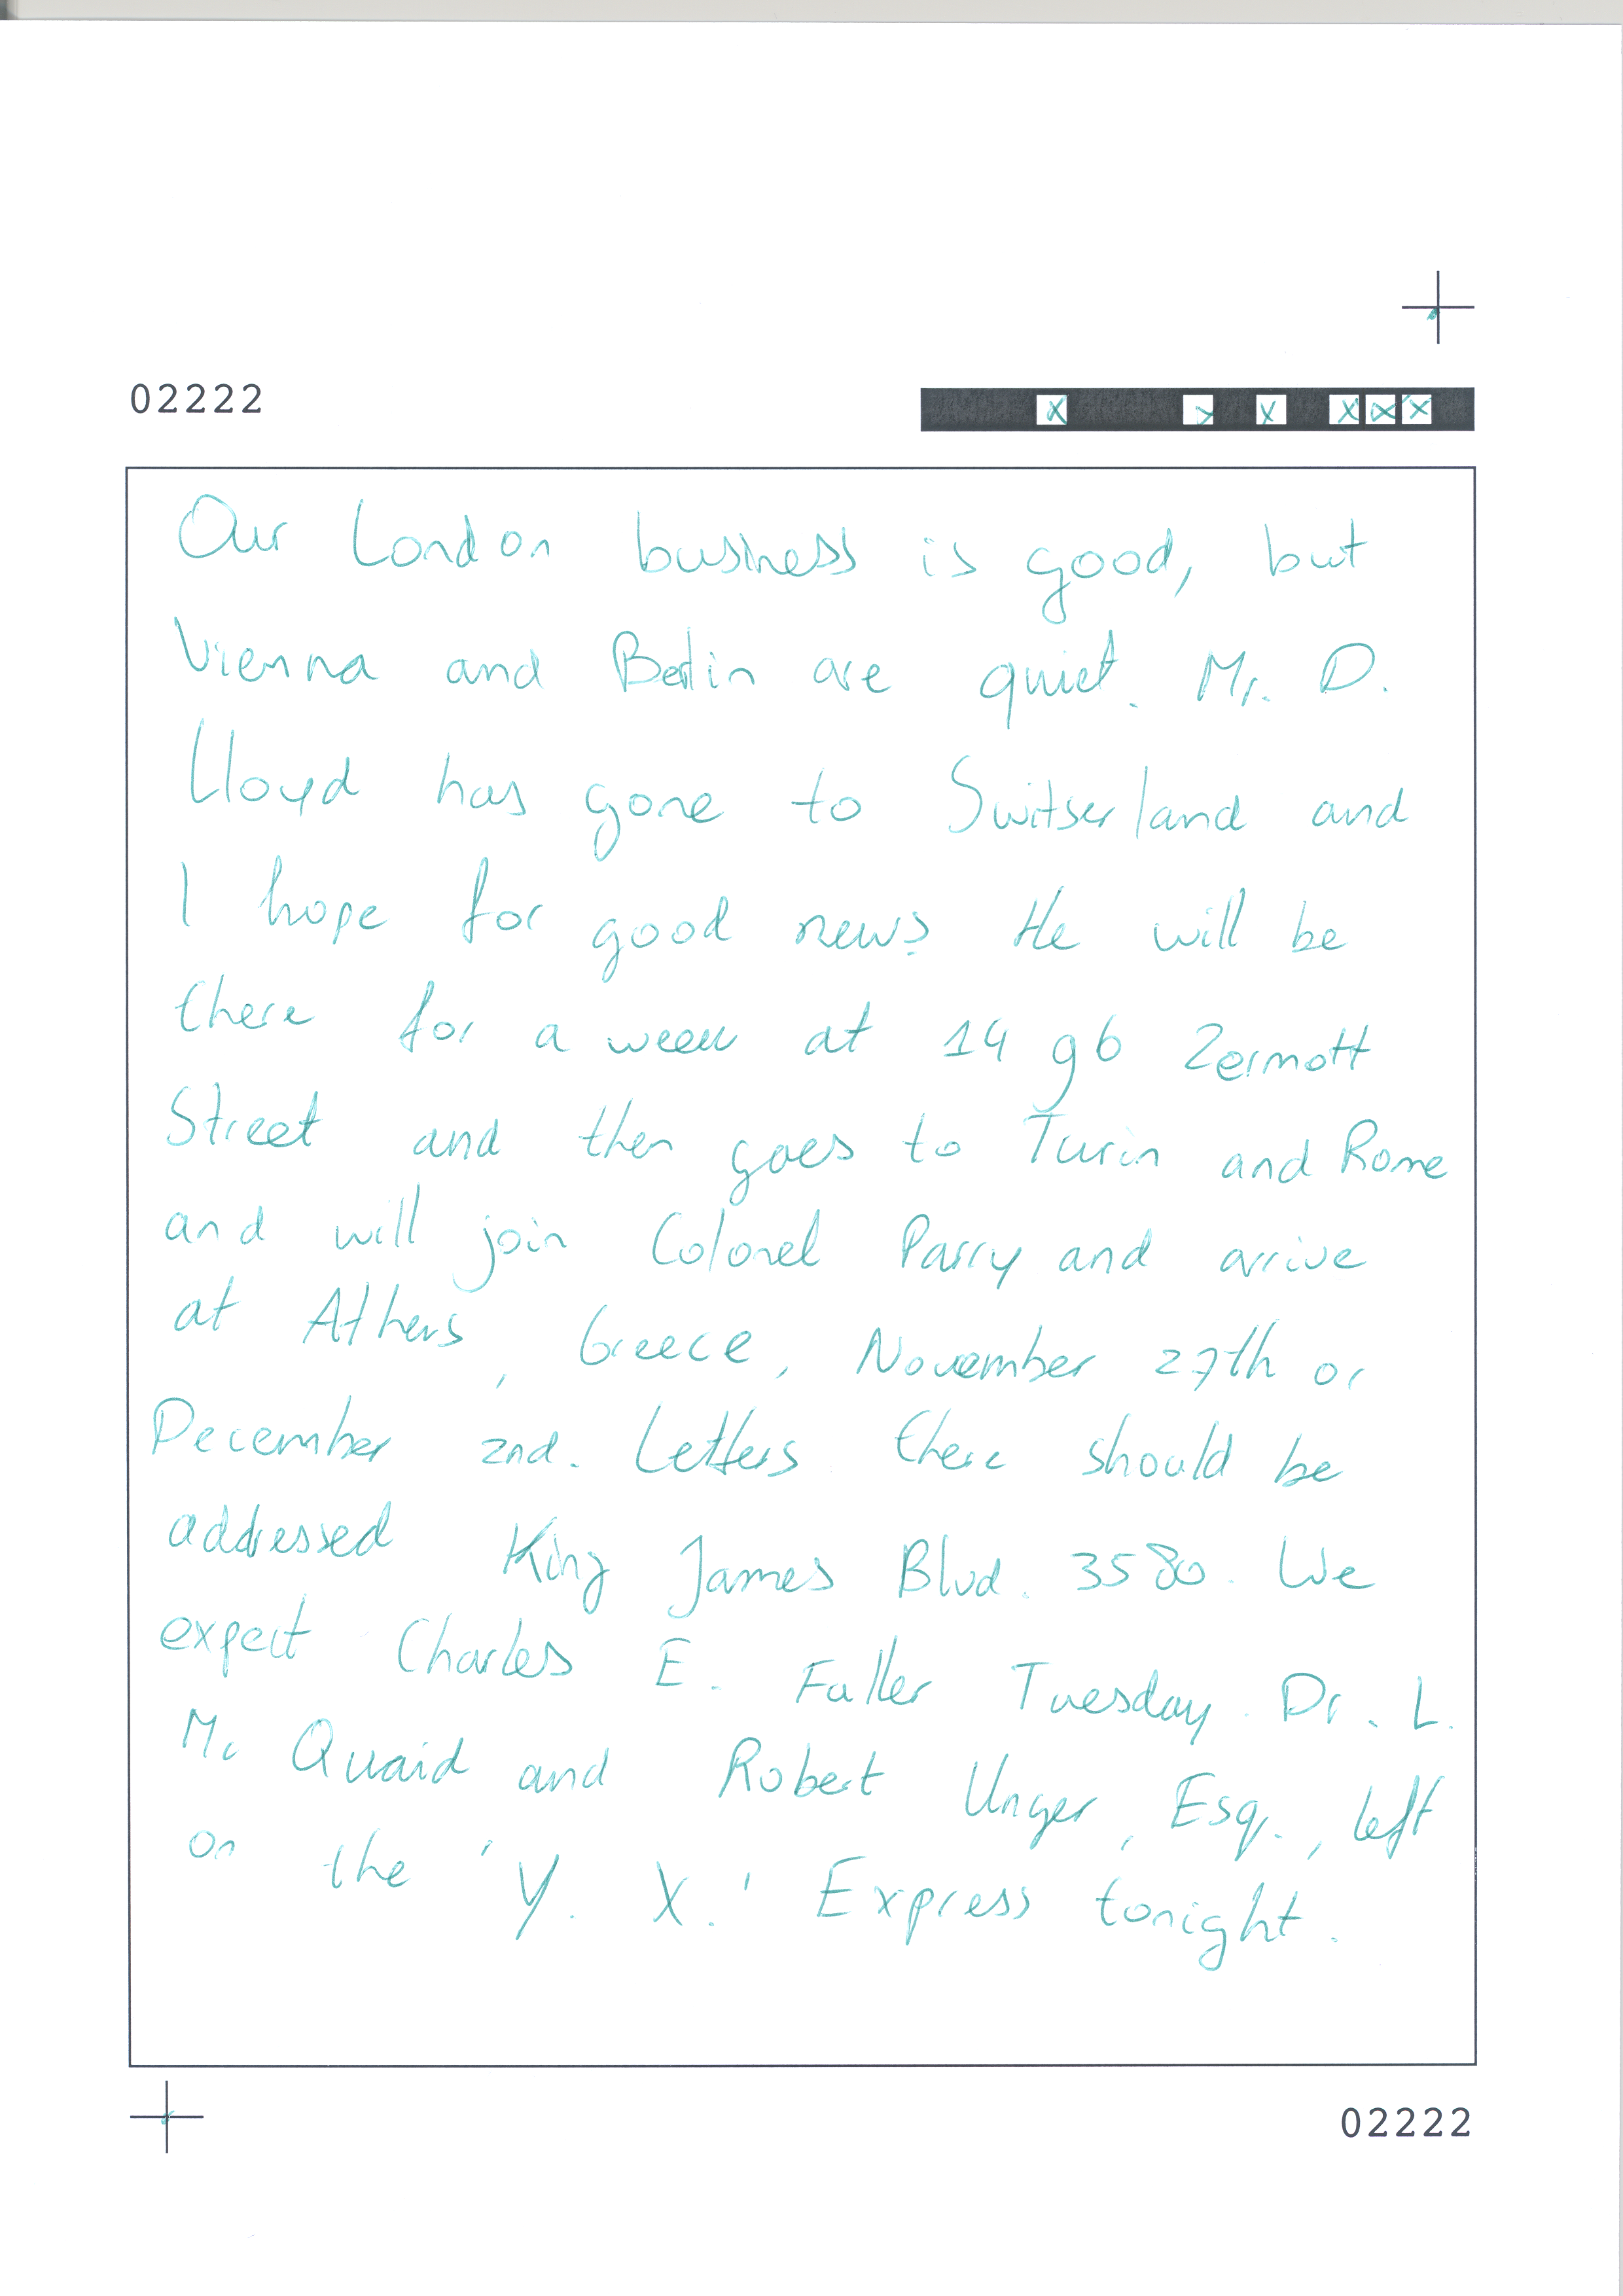 02222
Our London business is good, but
Vienna and Berlin are quiet. Mr. D.
Lloyd has gone to Switserland and
I hope for good news. He will be
there for a week at 14 96 Zermott
Street and then goes to Turin and Rome
and will join Colonel Parry and arrive
at Athens, Greece, November 27th or
December 2nd. Letters there should be
addressed King James Blvd. 3580. We
expect Charles E. Fuller Tuesday. Dr. L.
Mc Quaid and Robert Unger, Esq., left
on the 'Y. X.' Express tonight.
02222